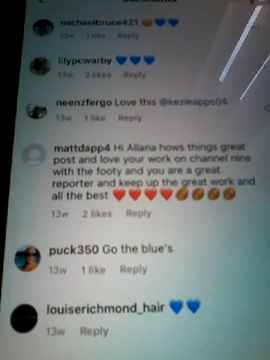 michaelbruce421 😊💙💙
13w 1 like Reply
lilypcwarby 💙💙💙
13w 2 likes Reply
neenzfergo Love this @kezieapps04
13w 1 like Reply
mattdapp4 Hi Allana hows things great
post and love your work on channel nine
with the footy and you are a great
reporter and keep up the great work and
all the best ❤️❤️❤️❤️🏉🏉🏉🏉
13w 2 likes Reply
puck350 Go the blue's
13w 1 like Reply
louiserichmond_hair 💙💙
13w Reply